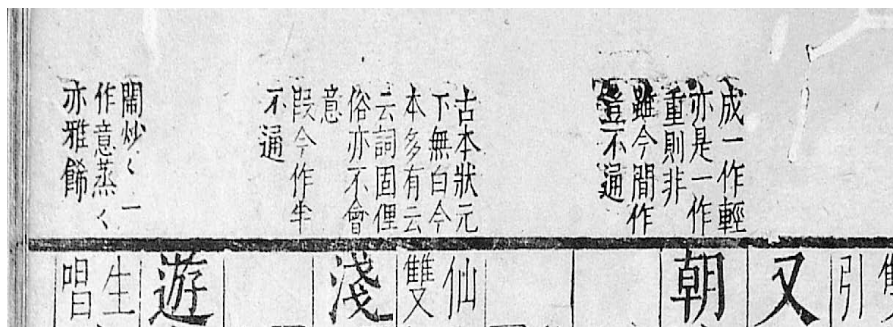 成一作輕
亦是一作
重則非
雖今間作
豈不通
古本狀元
下無白今
本多有云
云詞固俚
俗亦不會
意
段今作半
不通
鬧炒〻一
作意蒸〻
亦雅飾
引
又
朝
仙
雙
淺
遊
生
唱